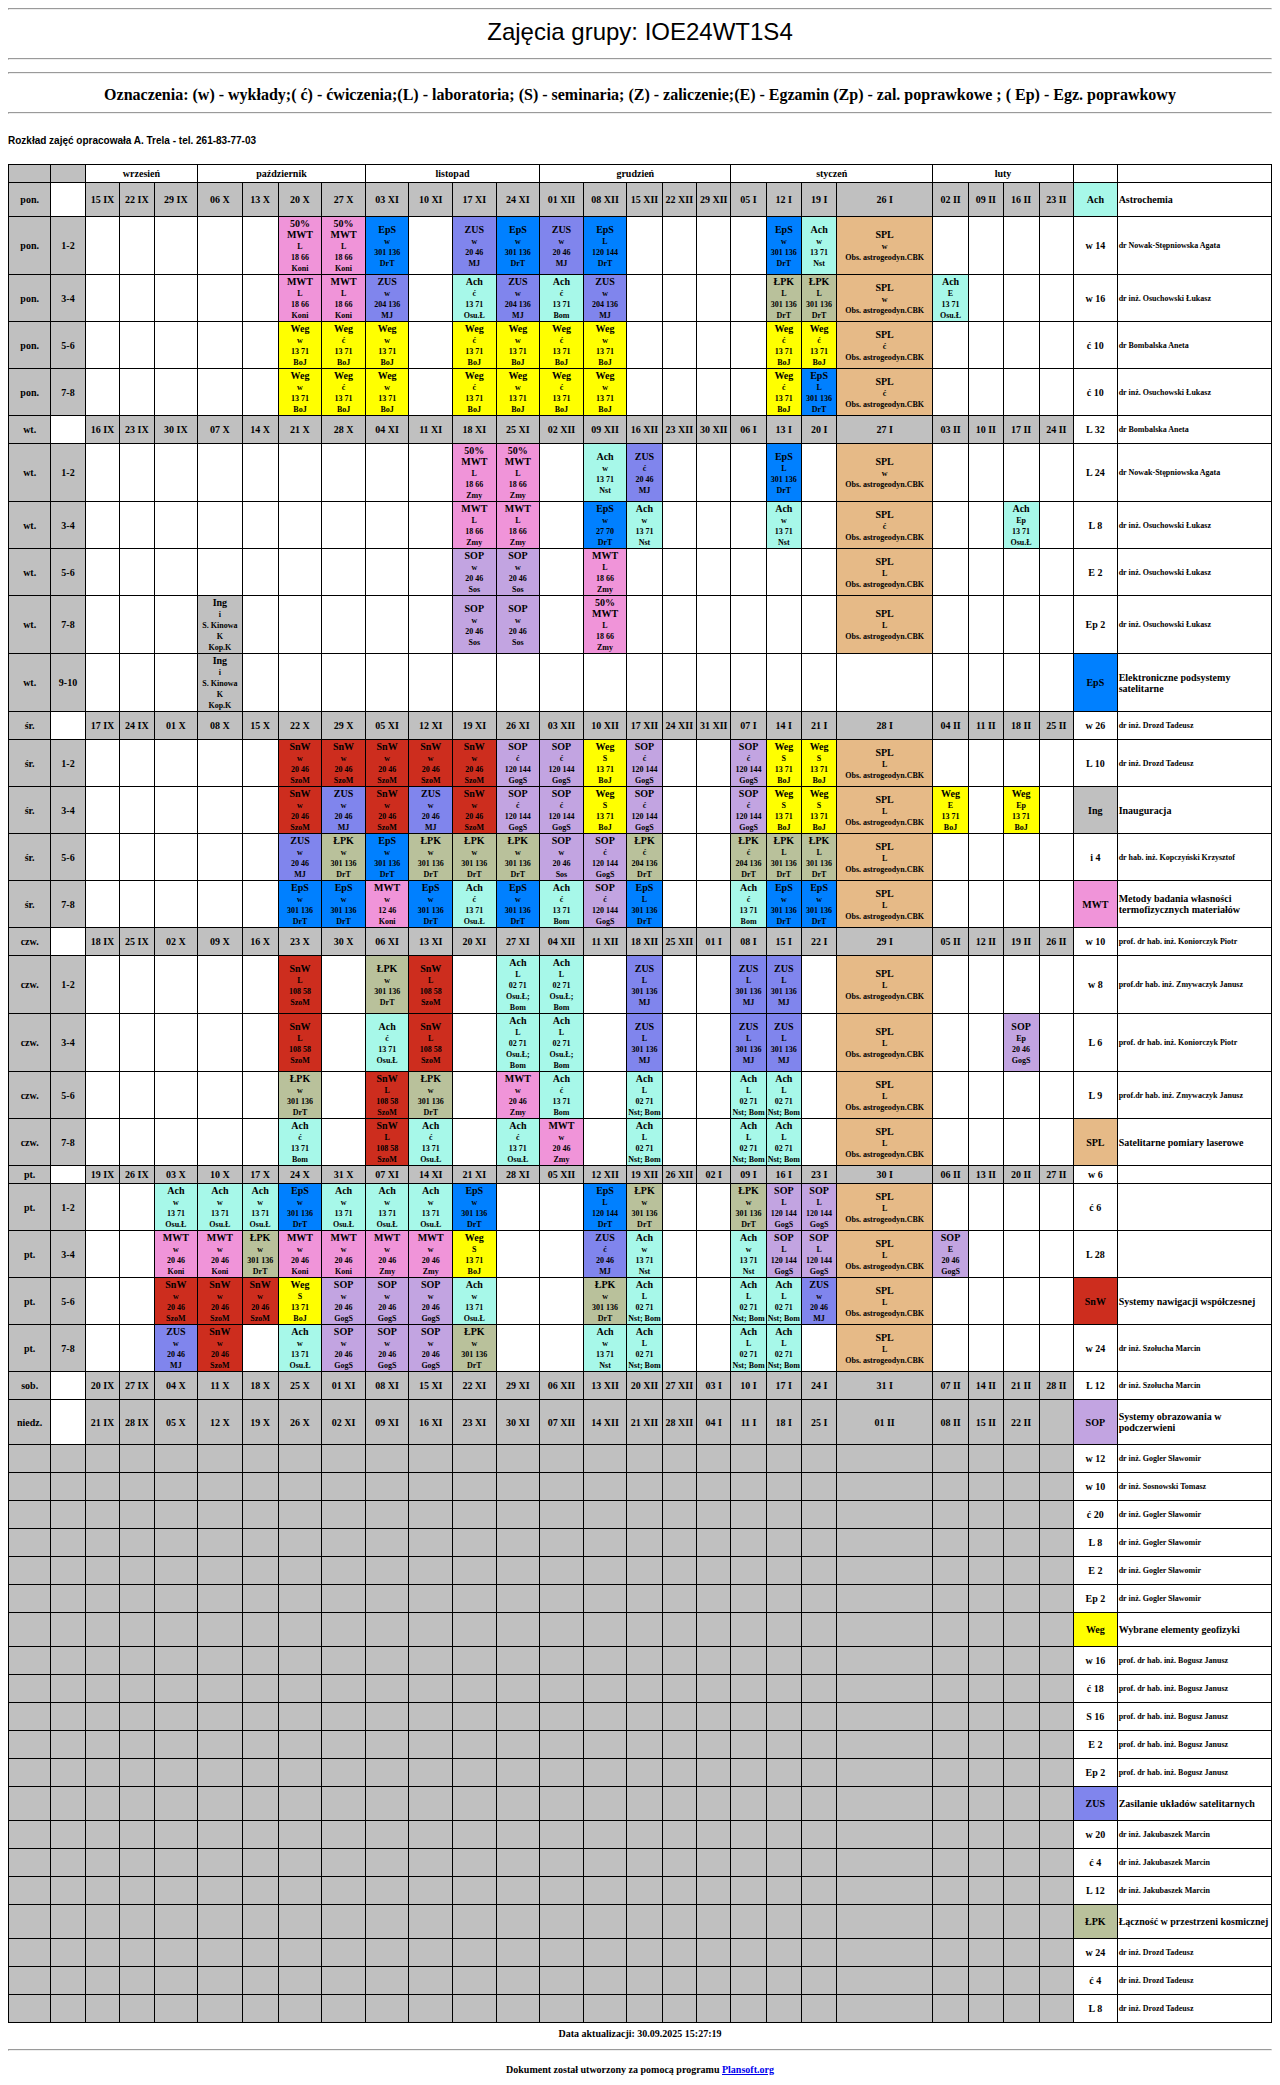 Zajęcia grupy: IOE24WT1S4
Oznaczenia: (w) - wykłady;( ć) - ćwiczenia;(L) - laboratoria; (S) - seminaria; (Z) - zaliczenie;(E) - Egzamin (Zp) - zal. poprawkowe ; ( Ep) - Egz. poprawkowy
Rozkład zajęć opracowała A. Trela - tel. 261-83-77-03
wrzesień październik listopad grudzień styczeń luty
pon. 15 IX 22 IX 29 IX 06 X 13 X 20 X 27 X 03 XI 10 XI 17 XI 24 XI 01 XII 08 XII 15 XII 22 XII 29 XII 05 I 12 I 19 I 26 I 02 II 09 II 16 II 23 II Ach Astrochemia
pon. 1-2 50% MWT L 18 66 Koni 50% MWT L 18 66 Koni EpS w 301 136 DrT ZUS w 20 46 MJ EpS w 301 136 DrT ZUS w 20 46 MJ EpS L 120 144 DrT EpS w 301 136 DrT Ach w 13 71 Nst SPL w Obs. astrogeodyn.CBK w 14 dr Nowak-Stępniowska Agata
pon. 3-4 MWT L 18 66 Koni MWT L 18 66 Koni ZUS w 204 136 MJ Ach ć 13 71 Osu.Ł ZUS w 204 136 MJ Ach ć 13 71 Bom ZUS w 204 136 MJ ŁPK L 301 136 DrT ŁPK L 301 136 DrT SPL w Obs. astrogeodyn.CBK Ach E 13 71 Osu.Ł w 16 dr inż. Osuchowski Łukasz
pon. 5-6 Weg w 13 71 BoJ Weg ć 13 71 BoJ Weg w 13 71 BoJ Weg ć 13 71 BoJ Weg w 13 71 BoJ Weg ć 13 71 BoJ Weg w 13 71 BoJ Weg ć 13 71 BoJ Weg ć 13 71 BoJ SPL ć Obs. astrogeodyn.CBK ć 10 dr Bombalska Aneta
pon. 7-8 Weg w 13 71 BoJ Weg ć 13 71 BoJ Weg w 13 71 BoJ Weg ć 13 71 BoJ Weg w 13 71 BoJ Weg ć 13 71 BoJ Weg w 13 71 BoJ Weg ć 13 71 BoJ EpS L 301 136 DrT SPL ć Obs. astrogeodyn.CBK ć 10 dr inż. Osuchowski Łukasz
wt. 16 IX 23 IX 30 IX 07 X 14 X 21 X 28 X 04 XI 11 XI 18 XI 25 XI 02 XII 09 XII 16 XII 23 XII 30 XII 06 I 13 I 20 I 27 I 03 II 10 II 17 II 24 II L 32 dr Bombalska Aneta
wt. 1-2 50% MWT L 18 66 Zmy 50% MWT L 18 66 Zmy Ach w 13 71 Nst ZUS ć 20 46 MJ EpS L 301 136 DrT SPL w Obs. astrogeodyn.CBK L 24 dr Nowak-Stępniowska Agata
wt. 3-4 MWT L 18 66 Zmy MWT L 18 66 Zmy EpS w 27 70 DrT Ach w 13 71 Nst Ach w 13 71 Nst SPL ć Obs. astrogeodyn.CBK Ach Ep 13 71 Osu.Ł L 8 dr inż. Osuchowski Łukasz
wt. 5-6 SOP w 20 46 Sos SOP w 20 46 Sos MWT L 18 66 Zmy SPL L Obs. astrogeodyn.CBK E 2 dr inż. Osuchowski Łukasz
wt. 7-8 Ing i S. Kinowa K Kop.K SOP w 20 46 Sos SOP w 20 46 Sos 50% MWT L 18 66 Zmy SPL L Obs. astrogeodyn.CBK Ep 2 dr inż. Osuchowski Łukasz
wt. 9-10 Ing i S. Kinowa K Kop.K EpS Elektroniczne podsystemy satelitarne
śr. 17 IX 24 IX 01 X 08 X 15 X 22 X 29 X 05 XI 12 XI 19 XI 26 XI 03 XII 10 XII 17 XII 24 XII 31 XII 07 I 14 I 21 I 28 I 04 II 11 II 18 II 25 II w 26 dr inż. Drozd Tadeusz
śr. 1-2 SnW w 20 46 SzoM SnW w 20 46 SzoM SnW w 20 46 SzoM SnW w 20 46 SzoM SnW w 20 46 SzoM SOP ć 120 144 GogS SOP ć 120 144 GogS Weg S 13 71 BoJ SOP ć 120 144 GogS SOP ć 120 144 GogS Weg S 13 71 BoJ Weg S 13 71 BoJ SPL L Obs. astrogeodyn.CBK L 10 dr inż. Drozd Tadeusz
śr. 3-4 SnW w 20 46 SzoM ZUS w 20 46 MJ SnW w 20 46 SzoM ZUS w 20 46 MJ SnW w 20 46 SzoM SOP ć 120 144 GogS SOP ć 120 144 GogS Weg S 13 71 BoJ SOP ć 120 144 GogS SOP ć 120 144 GogS Weg S 13 71 BoJ Weg S 13 71 BoJ SPL L Obs. astrogeodyn.CBK Weg E 13 71 BoJ Weg Ep 13 71 BoJ Ing Inauguracja
śr. 5-6 ZUS w 20 46 MJ ŁPK w 301 136 DrT EpS w 301 136 DrT ŁPK w 301 136 DrT ŁPK w 301 136 DrT ŁPK w 301 136 DrT SOP w 20 46 Sos SOP ć 120 144 GogS ŁPK ć 204 136 DrT ŁPK ć 204 136 DrT ŁPK L 301 136 DrT ŁPK L 301 136 DrT SPL L Obs. astrogeodyn.CBK i 4 dr hab. inż. Kopczyński Krzysztof
śr. 7-8 EpS w 301 136 DrT EpS w 301 136 DrT MWT w 12 46 Koni EpS w 301 136 DrT Ach ć 13 71 Osu.Ł EpS w 301 136 DrT Ach ć 13 71 Bom SOP ć 120 144 GogS EpS L 301 136 DrT Ach ć 13 71 Bom EpS w 301 136 DrT EpS w 301 136 DrT SPL L Obs. astrogeodyn.CBK MWT Metody badania własności termofizycznych materiałów
czw. 18 IX 25 IX 02 X 09 X 16 X 23 X 30 X 06 XI 13 XI 20 XI 27 XI 04 XII 11 XII 18 XII 25 XII 01 I 08 I 15 I 22 I 29 I 05 II 12 II 19 II 26 II w 10 prof. dr hab. inż. Koniorczyk Piotr
czw. 1-2 SnW L 108 58 SzoM ŁPK w 301 136 DrT SnW L 108 58 SzoM Ach L 02 71 Osu.Ł; Bom Ach L 02 71 Osu.Ł; Bom ZUS L 301 136 MJ ZUS L 301 136 MJ ZUS L 301 136 MJ SPL L Obs. astrogeodyn.CBK w 8 prof.dr hab. inż. Zmywaczyk Janusz
czw. 3-4 SnW L 108 58 SzoM Ach ć 13 71 Osu.Ł SnW L 108 58 SzoM Ach L 02 71 Osu.Ł; Bom Ach L 02 71 Osu.Ł; Bom ZUS L 301 136 MJ ZUS L 301 136 MJ ZUS L 301 136 MJ SPL L Obs. astrogeodyn.CBK SOP Ep 20 46 GogS L 6 prof. dr hab. inż. Koniorczyk Piotr
czw. 5-6 ŁPK w 301 136 DrT SnW L 108 58 SzoM ŁPK w 301 136 DrT MWT w 20 46 Zmy Ach ć 13 71 Bom Ach L 02 71 Nst; Bom Ach L 02 71 Nst; Bom Ach L 02 71 Nst; Bom SPL L Obs. astrogeodyn.CBK L 9 prof.dr hab. inż. Zmywaczyk Janusz
czw. 7-8 Ach ć 13 71 Bom SnW L 108 58 SzoM Ach ć 13 71 Osu.Ł Ach ć 13 71 Osu.Ł MWT w 20 46 Zmy Ach L 02 71 Nst; Bom Ach L 02 71 Nst; Bom Ach L 02 71 Nst; Bom SPL L Obs. astrogeodyn.CBK SPL Satelitarne pomiary laserowe
pt. 19 IX 26 IX 03 X 10 X 17 X 24 X 31 X 07 XI 14 XI 21 XI 28 XI 05 XII 12 XII 19 XII 26 XII 02 I 09 I 16 I 23 I 30 I 06 II 13 II 20 II 27 II w 6
pt. 1-2 Ach w 13 71 Osu.Ł Ach w 13 71 Osu.Ł Ach w 13 71 Osu.Ł EpS w 301 136 DrT Ach w 13 71 Osu.Ł Ach w 13 71 Osu.Ł Ach w 13 71 Osu.Ł EpS w 301 136 DrT EpS L 120 144 DrT ŁPK w 301 136 DrT ŁPK w 301 136 DrT SOP L 120 144 GogS SOP L 120 144 GogS SPL L Obs. astrogeodyn.CBK ć 6
pt. 3-4 MWT w 20 46 Koni MWT w 20 46 Koni ŁPK w 301 136 DrT MWT w 20 46 Koni MWT w 20 46 Koni MWT w 20 46 Zmy MWT w 20 46 Zmy Weg S 13 71 BoJ ZUS ć 20 46 MJ Ach w 13 71 Nst Ach w 13 71 Nst SOP L 120 144 GogS SOP L 120 144 GogS SPL L Obs. astrogeodyn.CBK SOP E 20 46 GogS L 28
pt. 5-6 SnW w 20 46 SzoM SnW w 20 46 SzoM SnW w 20 46 SzoM Weg S 13 71 BoJ SOP w 20 46 GogS SOP w 20 46 GogS SOP w 20 46 GogS Ach w 13 71 Osu.Ł ŁPK w 301 136 DrT Ach L 02 71 Nst; Bom Ach L 02 71 Nst; Bom Ach L 02 71 Nst; Bom ZUS w 20 46 MJ SPL L Obs. astrogeodyn.CBK SnW Systemy nawigacji współczesnej
pt. 7-8 ZUS w 20 46 MJ SnW w 20 46 SzoM Ach w 13 71 Osu.Ł SOP w 20 46 GogS SOP w 20 46 GogS SOP w 20 46 GogS ŁPK w 301 136 DrT Ach w 13 71 Nst Ach L 02 71 Nst; Bom Ach L 02 71 Nst; Bom Ach L 02 71 Nst; Bom SPL L Obs. astrogeodyn.CBK w 24 dr inż. Szołucha Marcin
sob. 20 IX 27 IX 04 X 11 X 18 X 25 X 01 XI 08 XI 15 XI 22 XI 29 XI 06 XII 13 XII 20 XII 27 XII 03 I 10 I 17 I 24 I 31 I 07 II 14 II 21 II 28 II L 12 dr inż. Szołucha Marcin
niedz. 21 IX 28 IX 05 X 12 X 19 X 26 X 02 XI 09 XI 16 XI 23 XI 30 XI 07 XII 14 XII 21 XII 28 XII 04 I 11 I 18 I 25 I 01 II 08 II 15 II 22 II SOP Systemy obrazowania w podczerwieni
w 12 dr inż. Gogler Sławomir
w 10 dr inż. Sosnowski Tomasz
ć 20 dr inż. Gogler Sławomir
L 8 dr inż. Gogler Sławomir
E 2 dr inż. Gogler Sławomir
Ep 2 dr inż. Gogler Sławomir
Weg Wybrane elementy geofizyki
w 16 prof. dr hab. inż. Bogusz Janusz
ć 18 prof. dr hab. inż. Bogusz Janusz
S 16 prof. dr hab. inż. Bogusz Janusz
E 2 prof. dr hab. inż. Bogusz Janusz
Ep 2 prof. dr hab. inż. Bogusz Janusz
ZUS Zasilanie układów satelitarnych
w 20 dr inż. Jakubaszek Marcin
ć 4 dr inż. Jakubaszek Marcin
L 12 dr inż. Jakubaszek Marcin
ŁPK Łączność w przestrzeni kosmicznej
w 24 dr inż. Drozd Tadeusz
ć 4 dr inż. Drozd Tadeusz
L 8 dr inż. Drozd Tadeusz
Data aktualizacji: 30.09.2025 15:27:19
Dokument został utworzony za pomocą programu Plansoft.org